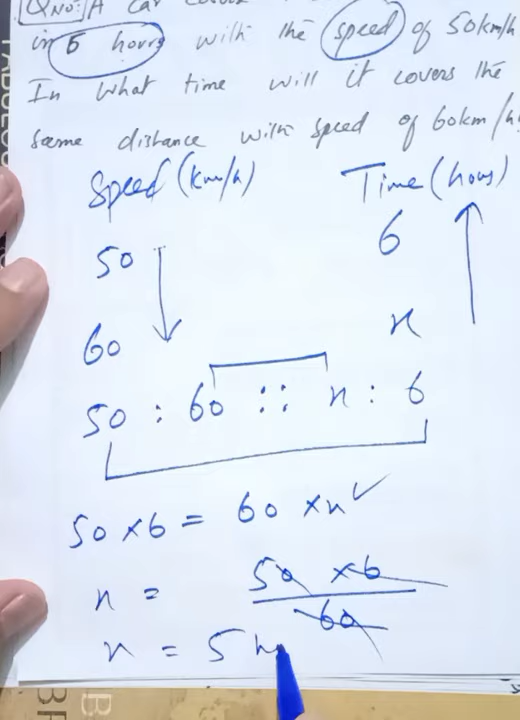 QNo: A car
in 6 hours with the speed of 50km/h
In what time will it covers the
same distance with speed of 60km/h
Speed (km/h) Time (hours)
50 6
60 x
50 : 60 :: x : 6
50 × 6 = 60 × x ✓
x = 50 × 6 / 60
x = 5 h